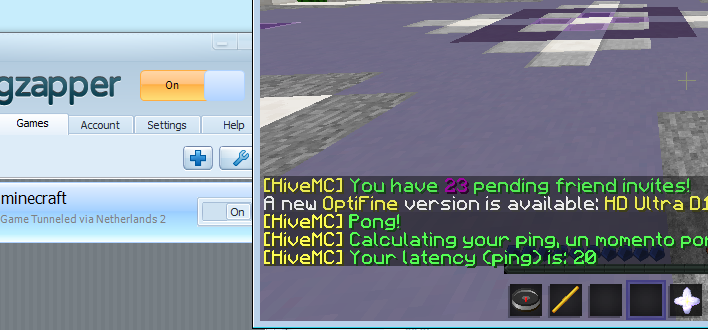 gzapper
On
Games
Account
Settings
Help
minecraft
Game Tunneled via Netherlands 2
On
[HiveMC] You have 23 pending friend invites!
A new OptiFine version is available: HD Ultra
[HiveMC] Pong!
[HiveMC] Calculating your ping, un momento por
[HiveMC] Your latency (ping) is: 20